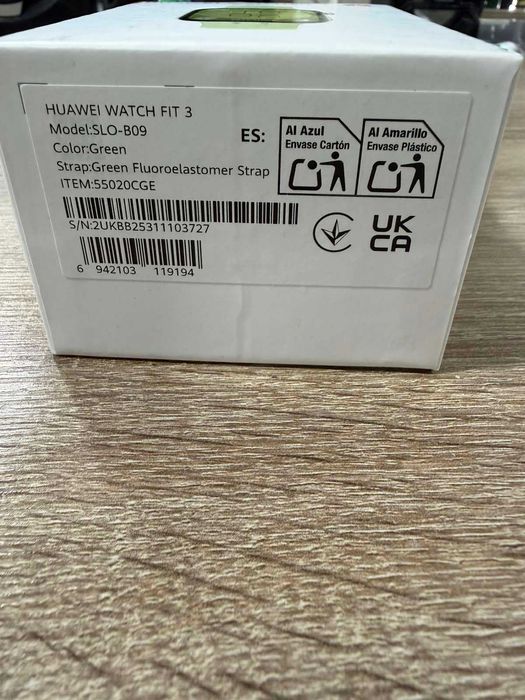 HUAWEI WATCH FIT 3
Model:SLO-B09
Color:Green
Strap:Green Fluoroelastomer Strap
ITEM:55020CGE
S/N:2UKBB25311103727
6 942103 119194
ES:
Al Azul
Envase Cartón
Al Amarillo
Envase Plástico
UK
CA